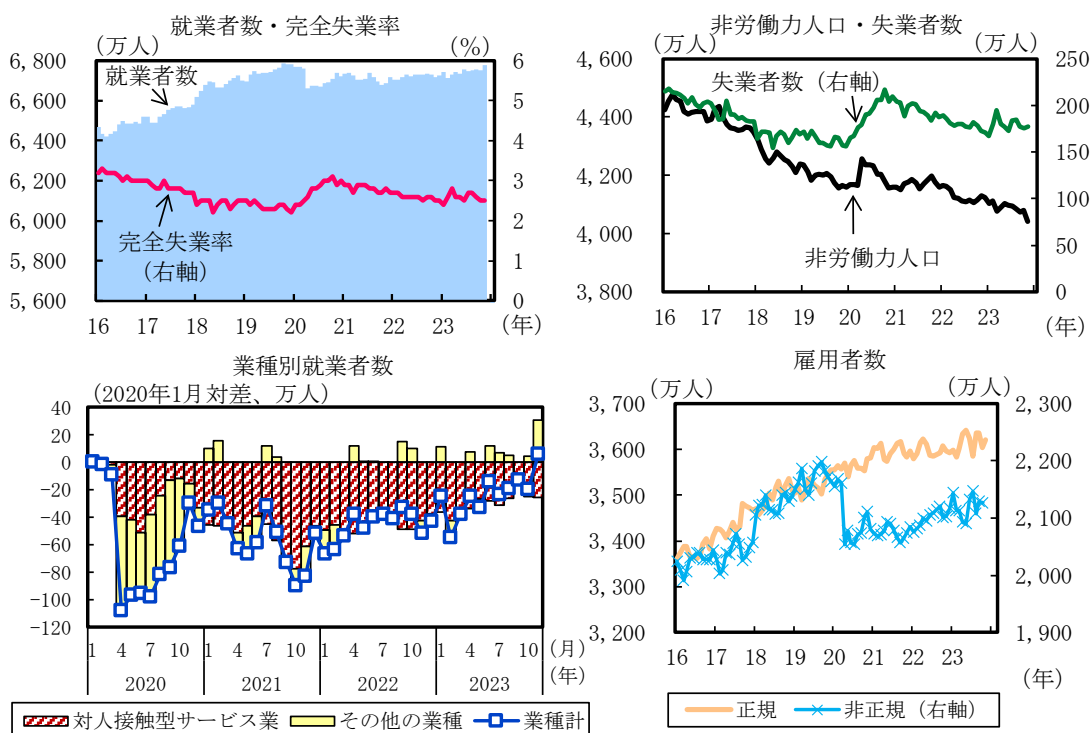 就業者数・完全失業率
(万人)
(%)
6,800
6,600
6,400
6,200
6,000
5,800
5,600
6
5
4
3
2
1
0
就業者数
完全失業率
(右軸)
16 17 18 19 20 21 22 23
(年)
非労働力人口・失業者数
(万人)
(万人)
4,600
4,400
4,200
4,000
3,800
250
200
150
100
50
0
失業者数 (右軸)
非労働力人口
16 17 18 19 20 21 22 23
(年)
業種別就業者数
(2020年1月対差、万人)
40
20
0
-20
-40
-60
-80
-100
-120
1 4 7 10 1 4 7 10 1 4 7 10 1 4 7 10 (月)
2020 2021 2022 2023 (年)
対人接触型サービス業 その他の業種 業種計
雇用者数
(万人)
(万人)
3,700
3,600
3,500
3,400
3,300
3,200
2,300
2,200
2,100
2,000
1,900
16 17 18 19 20 21 22 23
(年)
正規 非正規 (右軸)